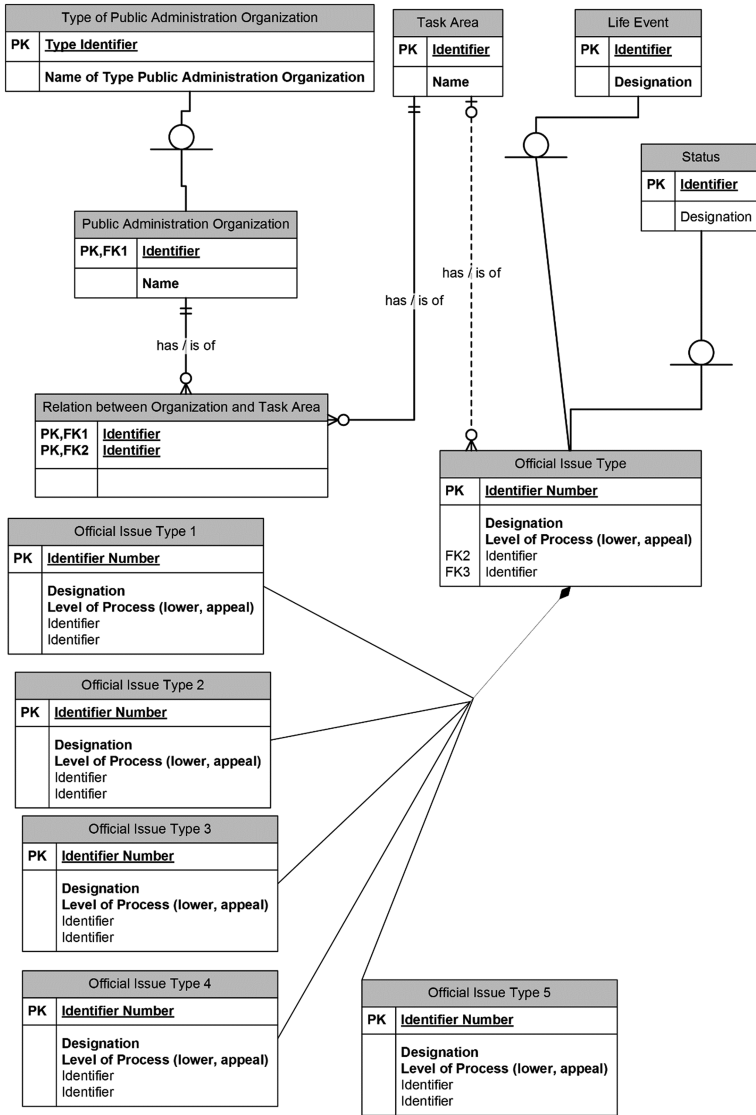 Type of Public Administration Organization
PK Type Identifier
Name of Type Public Administration Organization
Task Area
PK Identifier
Name
Life Event
PK Identifier
Designation
Status
PK Identifier
Designation
Public Administration Organization
PK,FK1 Identifier
Name
has / is of
has / is of
has / is of
Relation between Organization and Task Area
PK,FK1 Identifier
PK,FK2 Identifier
Official Issue Type
PK Identifier Number
Designation
Level of Process (lower, appeal)
FK2 Identifier
FK3 Identifier
Official Issue Type 1
PK Identifier Number
Designation
Level of Process (lower, appeal)
Identifier
Identifier
Official Issue Type 2
PK Identifier Number
Designation
Level of Process (lower, appeal)
Identifier
Identifier
Official Issue Type 3
PK Identifier Number
Designation
Level of Process (lower, appeal)
Identifier
Identifier
Official Issue Type 4
PK Identifier Number
Designation
Level of Process (lower, appeal)
Identifier
Identifier
Official Issue Type 5
PK Identifier Number
Designation
Level of Process (lower, appeal)
Identifier
Identifier